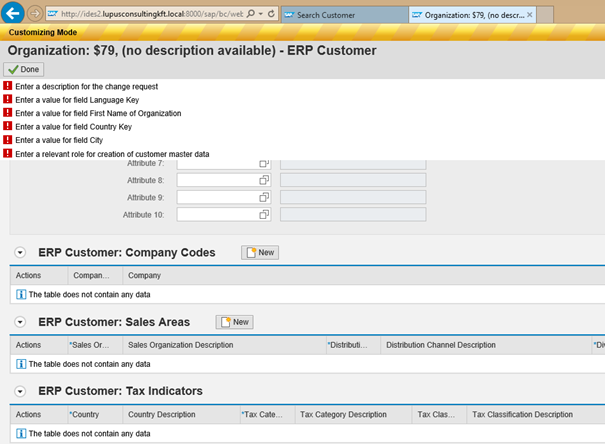 http://ides2.lupusconsultingkft.local:8000/sap/bc/web
Search Customer
Organization: $79, (no descr...
Customizing Mode
Organization: $79, (no description available) - ERP Customer
Done
Enter a description for the change request
Enter a value for field Language Key
Enter a value for field First Name of Organization
Enter a value for field Country Key
Enter a value for field City
Enter a relevant role for creation of customer master data
Attribute 7:
Attribute 8:
Attribute 9:
Attribute 10:
ERP Customer: Company Codes New
Actions Compan... Company
The table does not contain any data
ERP Customer: Sales Areas New
Actions *Sales Or... Sales Organization Description *Distributi... Distribution Channel Description *Di
The table does not contain any data
ERP Customer: Tax Indicators
Actions *Country Country Description *Tax Cate... Tax Category Description Tax Clas... Tax Classification Description
The table does not contain any data